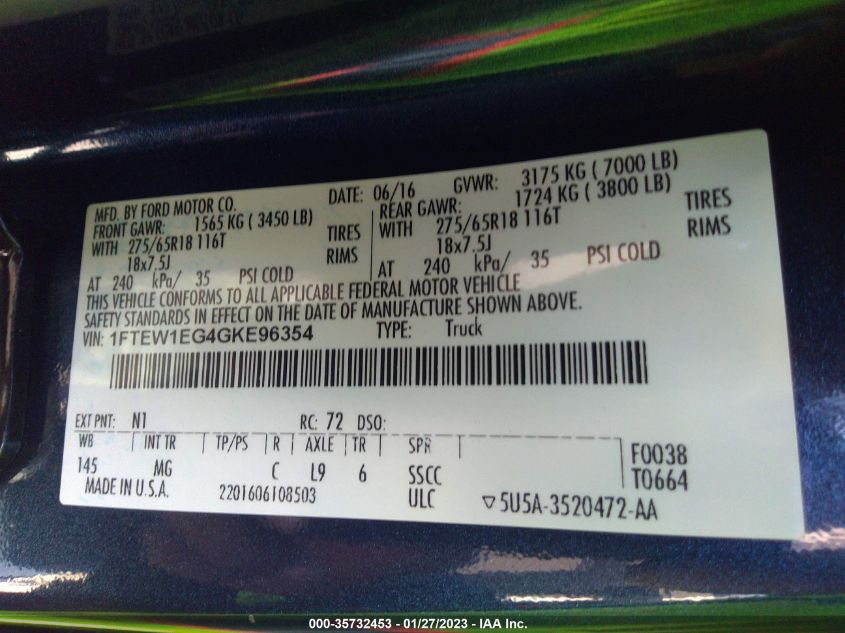 MFD. BY FORD MOTOR CO. DATE: 06/16 GVWR: 3175 KG ( 7000 LB)
FRONT GAWR: 1565 KG ( 3450 LB) REAR GAWR: 1724 KG ( 3800 LB)
WITH 275/65R18 116T TIRES WITH 275/65R18 116T TIRES
18x7.5J RIMS 18x7.5J RIMS
AT 240 kPa/ 35 PSI COLD AT 240 kPa/ 35 PSI COLD
THIS VEHICLE CONFORMS TO ALL APPLICABLE FEDERAL MOTOR VEHICLE
SAFETY STANDARDS IN EFFECT ON THE DATE OF MANUFACTURE SHOWN ABOVE.
VIN: 1FTEW1EG4GKE96354 TYPE: Truck
EXT PNT: N1 RC: 72 DSO:
WB INT TR TP/PS R AXLE TR SPR F0038
145 MG C L9 6 SSCC T0664
MADE IN U.S.A. 2201606108503 ULC ▽5U5A-3520472-AA
000-35732453 - 01/27/2023 - IAA Inc.